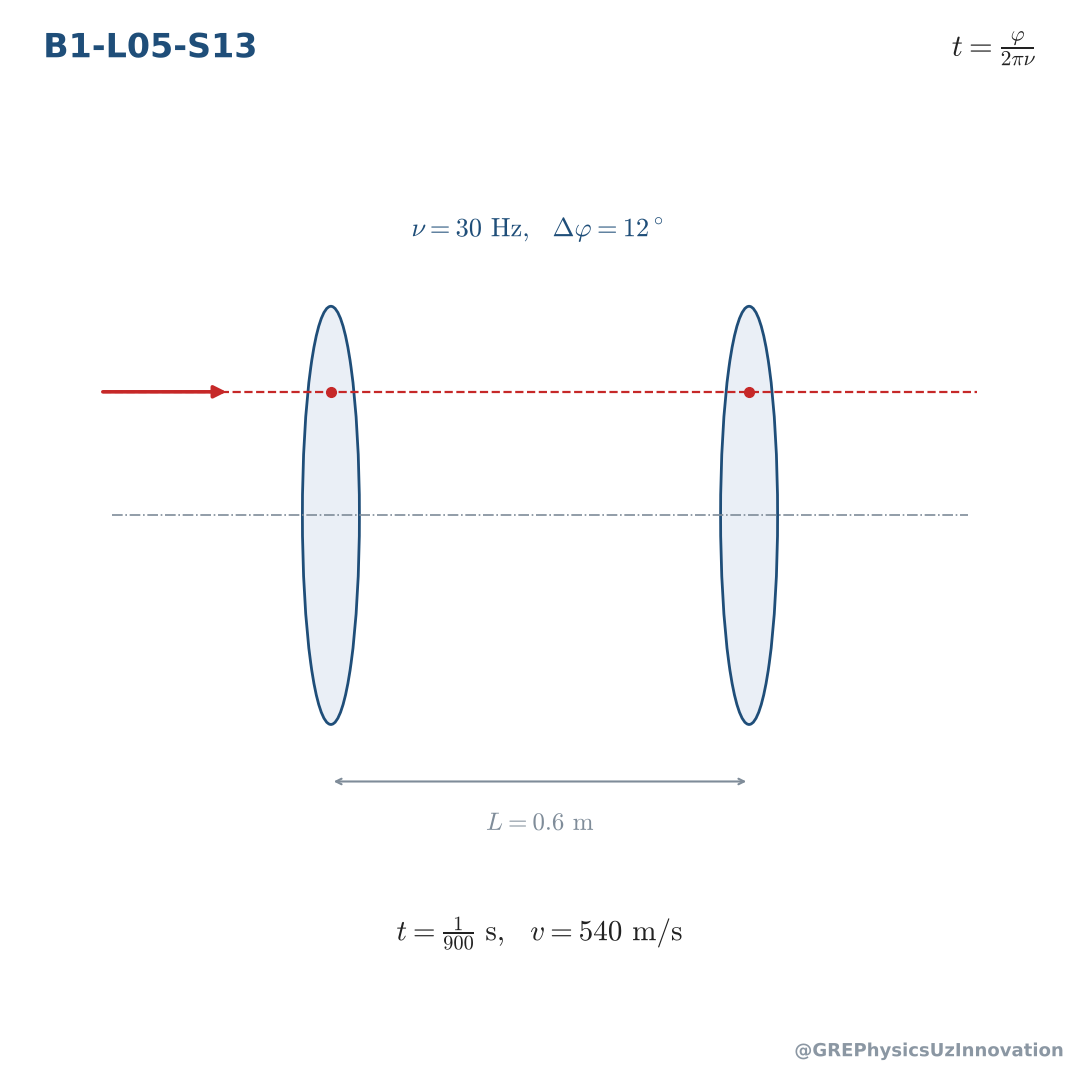 B1-L05-S13
t = φ/2πν
ν = 30 Hz, Δφ = 12°
L = 0.6 m
t = 1/900 s, v = 540 m/s
@GREPhysicsUzInnovation